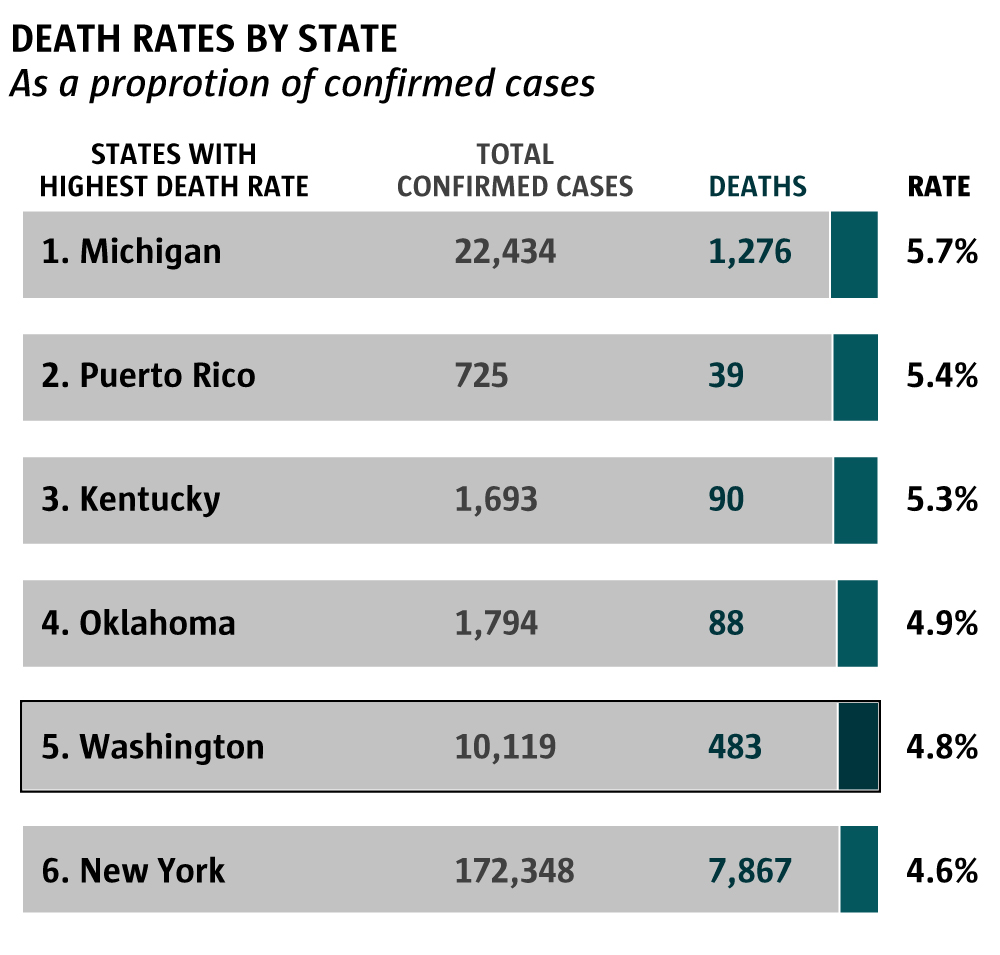 DEATH RATES BY STATE
As a proprotion of confirmed cases
STATES WITH HIGHEST DEATH RATE TOTAL CONFIRMED CASES DEATHS RATE
1. Michigan 22,434 1,276 5.7%
2. Puerto Rico 725 39 5.4%
3. Kentucky 1,693 90 5.3%
4. Oklahoma 1,794 88 4.9%
5. Washington 10,119 483 4.8%
6. New York 172,348 7,867 4.6%